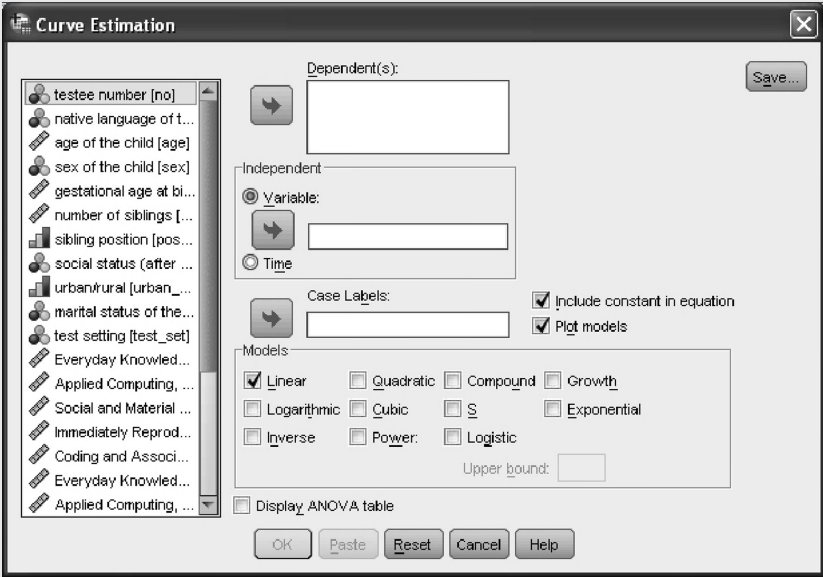 Curve Estimation
testee number [no]
native language of t...
age of the child [age]
sex of the child [sex]
gestational age at bi...
number of siblings [...
sibling position [pos...
social status (after ...
urban/rural [urban_...
marital status of the...
test setting [test_set]
Everyday Knowled...
Applied Computing, ...
Social and Material ...
Immediately Reprod...
Coding and Associ...
Everyday Knowled...
Applied Computing, ...
Dependent(s):
Save...
Independent
Variable:
Time
Case Labels:
Include constant in equation
Plot models
Models
Linear Quadratic Compound Growth
Logarithmic Cubic S Exponential
Inverse Power: Logistic
Upper bound:
Display ANOVA table
OK Paste Reset Cancel Help